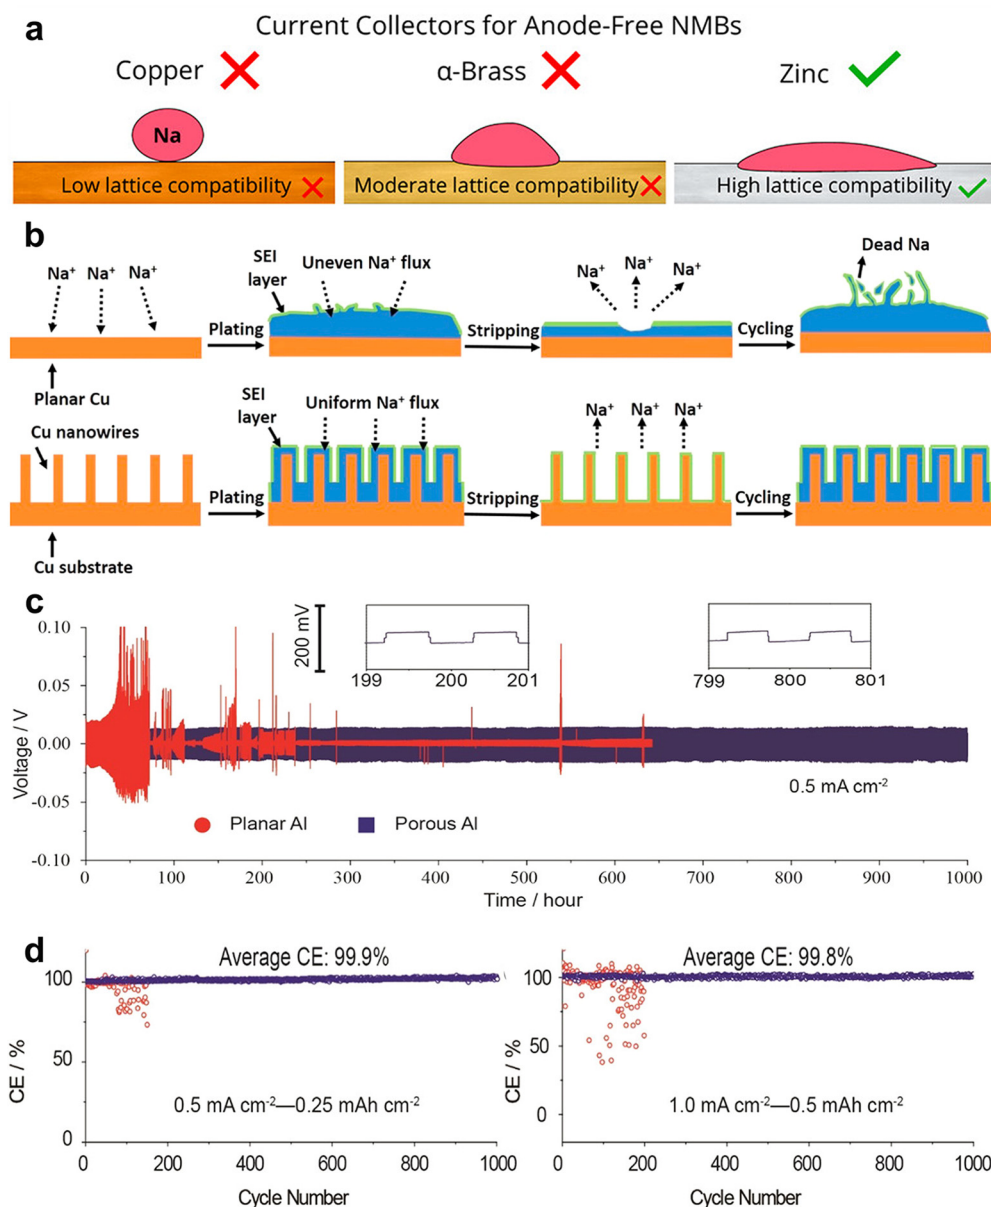 a
Current Collectors for Anode-Free NMBs
Copper
α-Brass
Zinc
Na
Low lattice compatibility
Moderate lattice compatibility
High lattice compatibility
b
Na⁺ Na⁺ Na⁺
Planar Cu
Plating
SEI layer
Uneven Na⁺ flux
Stripping
Na⁺ Na⁺ Na⁺
Cycling
Dead Na
Cu nanowires
Cu substrate
Plating
SEI layer
Uniform Na⁺ flux
Stripping
Na⁺ Na⁺ Na⁺
Cycling
c
0.10
0.05
0.00
-0.05
-0.10
Voltage / V
200 mV
199 200 201
799 800 801
0.5 mA cm⁻²
Planar Al
Porous Al
0 100 200 300 400 500 600 700 800 900 1000
Time / hour
d
Average CE: 99.9%
100
50
0
CE / %
0.5 mA cm⁻²—0.25 mAh cm⁻²
0 200 400 600 800 1000
Cycle Number
Average CE: 99.8%
100
50
0
CE / %
1.0 mA cm⁻²—0.5 mAh cm⁻²
0 200 400 600 800 1000
Cycle Number